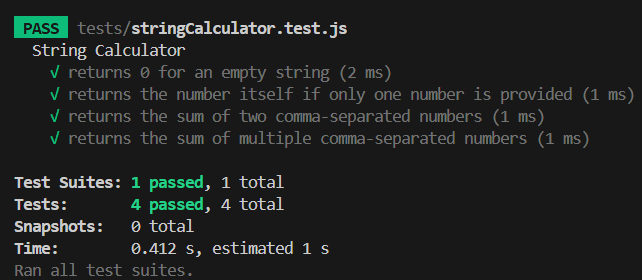 PASS tests/stringCalculator.test.js
String Calculator
√ returns 0 for an empty string (2 ms)
√ returns the number itself if only one number is provided (1 ms)
√ returns the sum of two comma-separated numbers (1 ms)
√ returns the sum of multiple comma-separated numbers (1 ms)
Test Suites: 1 passed, 1 total
Tests: 4 passed, 4 total
Snapshots: 0 total
Time: 0.412 s, estimated 1 s
Ran all test suites.